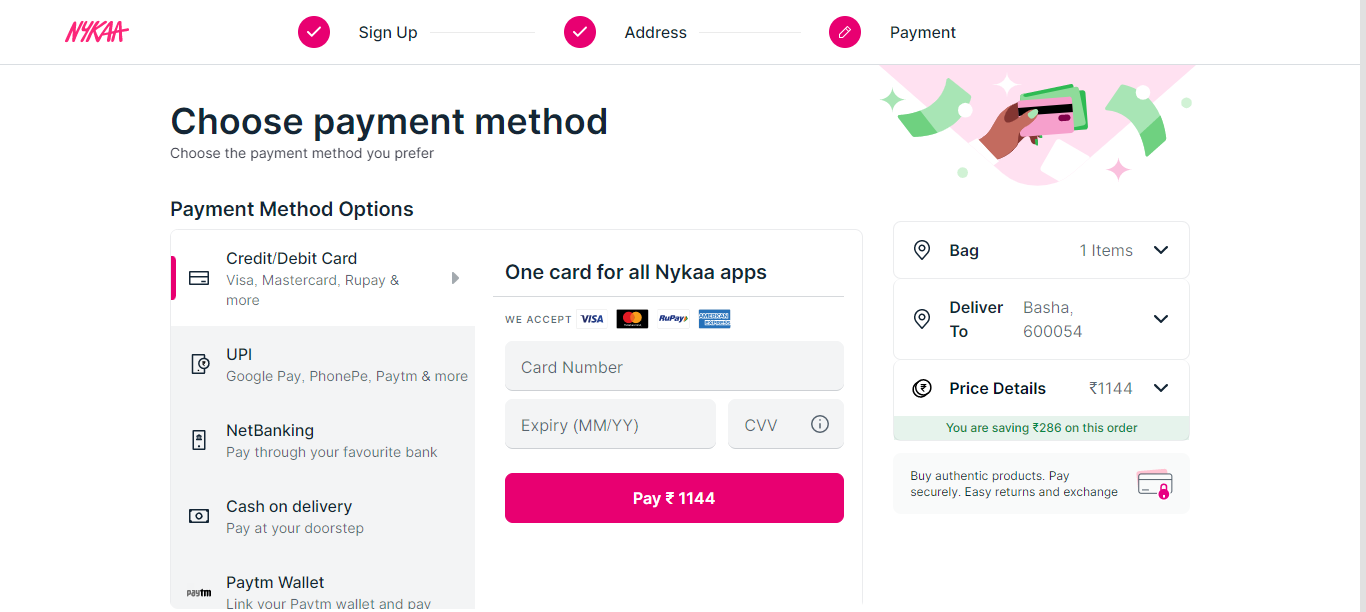 NYKAA
Sign Up
Address
Payment
Choose payment method
Choose the payment method you prefer
Payment Method Options
Credit/Debit Card
Visa, Mastercard, Rupay &
more
UPI
Google Pay, PhonePe, Paytm & more
NetBanking
Pay through your favourite bank
Cash on delivery
Pay at your doorstep
paytm
Paytm Wallet
Link your Paytm wallet and pay
One card for all Nykaa apps
WE ACCEPT VISA RuPay AMERICAN EXPRESS
Card Number
Expiry (MM/YY)
CVV
Pay ₹ 1144
Bag 1 Items
Deliver To Basha, 600054
Price Details ₹1144
You are saving ₹286 on this order
Buy authentic products. Pay
securely. Easy returns and exchange